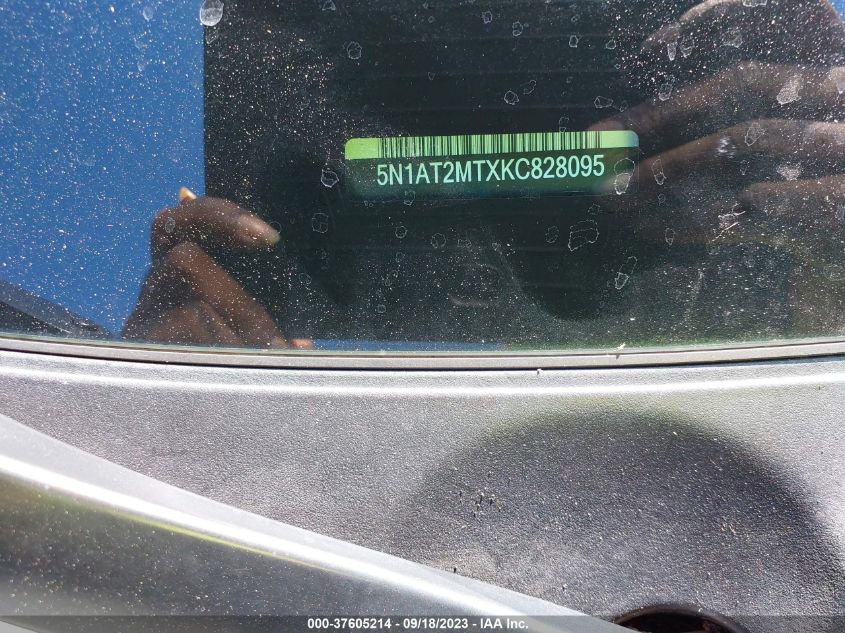 5N1AT2MTXKC828095
000-37605214 - 09/18/2023 - IAA Inc.